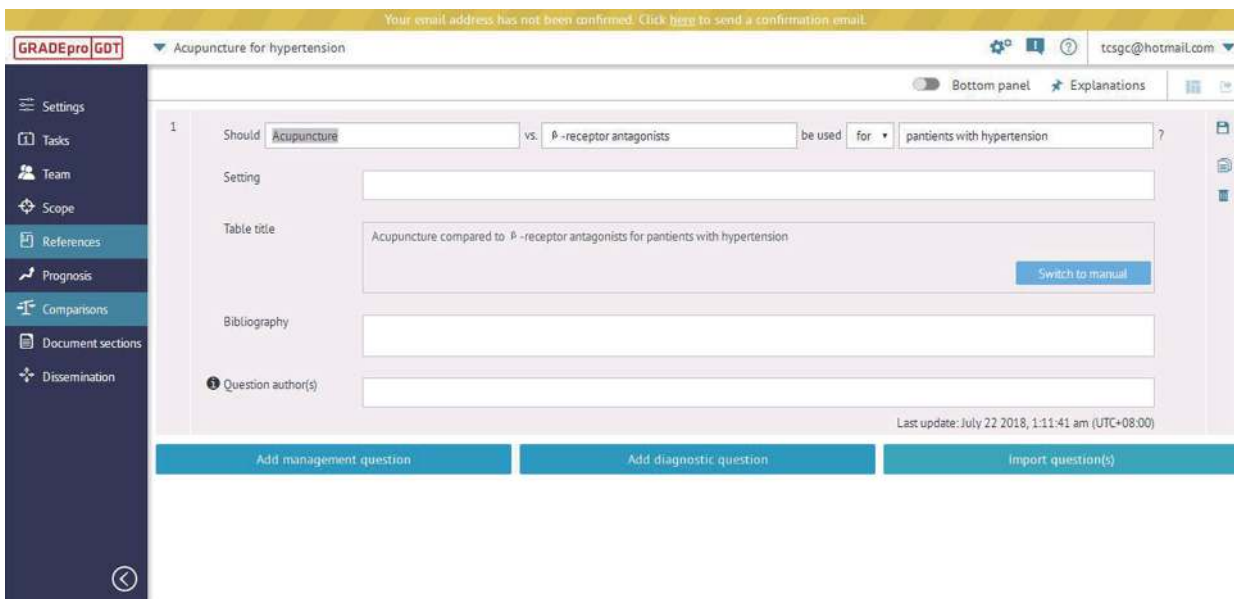 Your email address has not been confirmed. Click here to send a confirmation email.
GRADEpro GDT
Acupuncture for hypertension
tcsgc@hotmail.com
Bottom panel
Explanations
Settings
Tasks
Team
Scope
References
Prognosis
Comparisons
Document sections
Dissemination
1 Should Acupuncture vs. β -receptor antagonists be used for pantients with hypertension ?
Setting
Table title
Acupuncture compared to β -receptor antagonists for pantients with hypertension
Switch to manual
Bibliography
Question author(s)
Last update: July 22 2018, 1:11:41 am (UTC+08:00)
Add management question
Add diagnostic question
Import question(s)